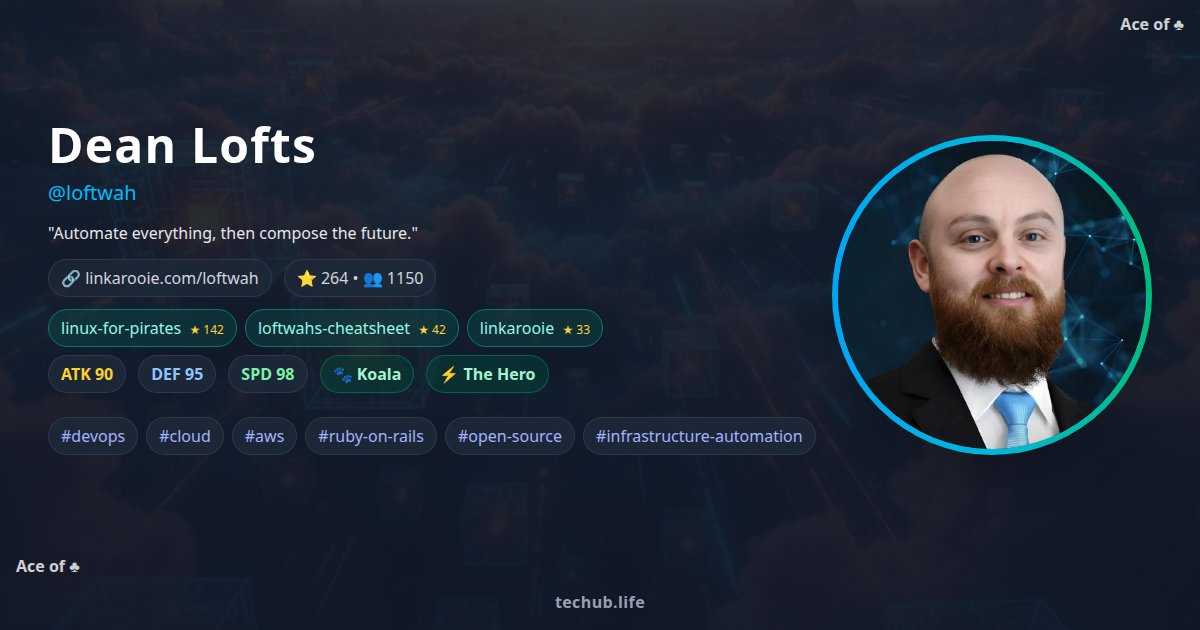 Ace of ♣
Dean Lofts
@loftwah
"Automate everything, then compose the future."
🔗 linkarooie.com/loftwah ⭐ 264 • 👥 1150
linux-for-pirates ★ 142 loftwahs-cheatsheet ★ 42 linkarooie ★ 33
ATK 90 DEF 95 SPD 98 🐾 Koala ⚡ The Hero
#devops #cloud #aws #ruby-on-rails #open-source #infrastructure-automation
Ace of ♣
techub.life